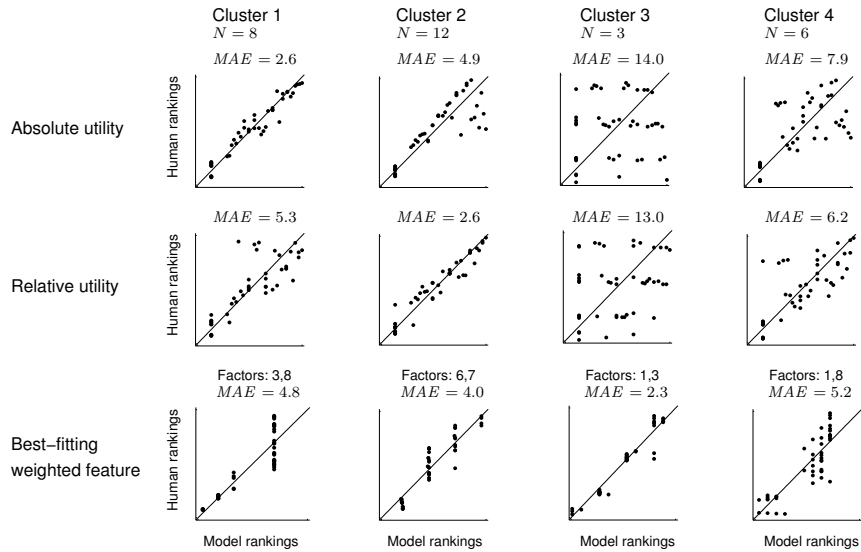 Cluster 1 Cluster 2 Cluster 3 Cluster 4
N = 8 N = 12 N = 3 N = 6
MAE = 2.6 MAE = 4.9 MAE = 14.0 MAE = 7.9
Absolute utility
Human rankings
MAE = 5.3 MAE = 2.6 MAE = 13.0 MAE = 6.2
Relative utility
Human rankings
Factors: 3,8 Factors: 6,7 Factors: 1,3 Factors: 1,8
MAE = 4.8 MAE = 4.0 MAE = 2.3 MAE = 5.2
Best−fitting
weighted feature
Human rankings
Model rankings Model rankings Model rankings Model rankings